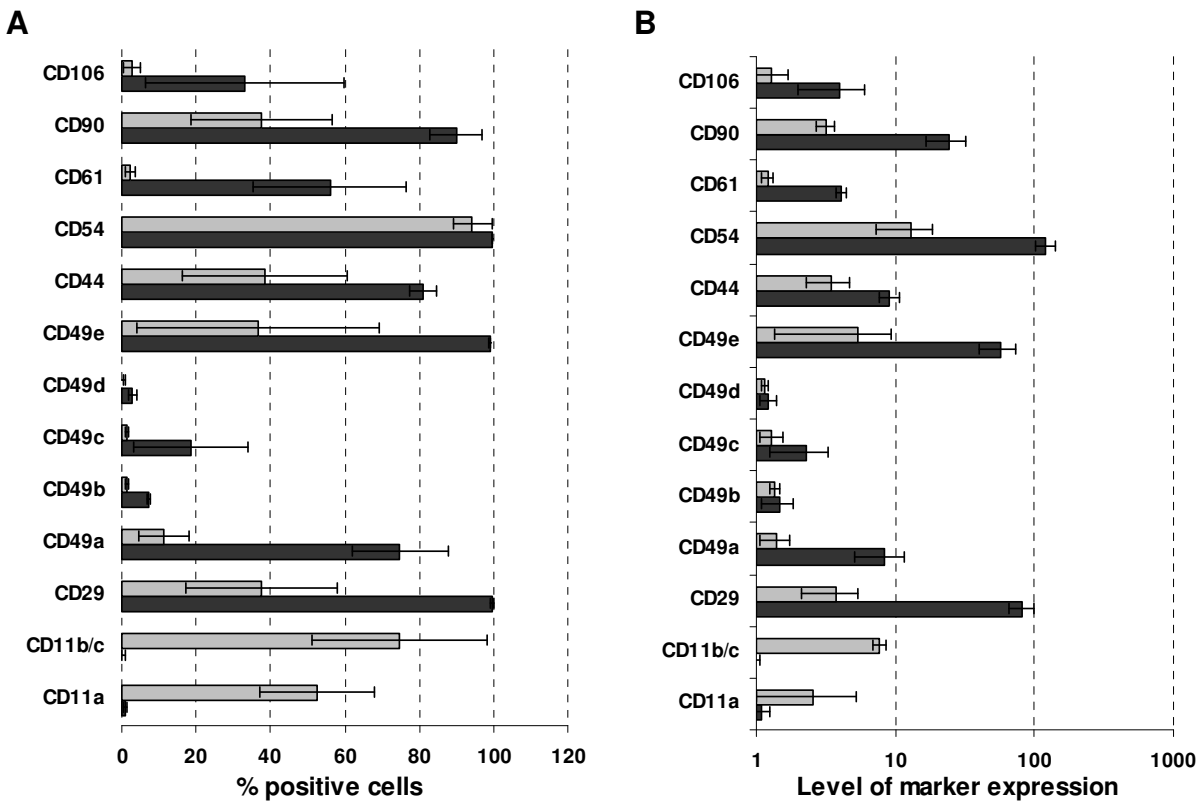 A
CD106
CD90
CD61
CD54
CD44
CD49e
CD49d
CD49c
CD49b
CD49a
CD29
CD11b/c
CD11a
0 20 40 60 80 100 120
% positive cells
B
CD106
CD90
CD61
CD54
CD44
CD49e
CD49d
CD49c
CD49b
CD49a
CD29
CD11b/c
CD11a
1 10 100 1000
Level of marker expression